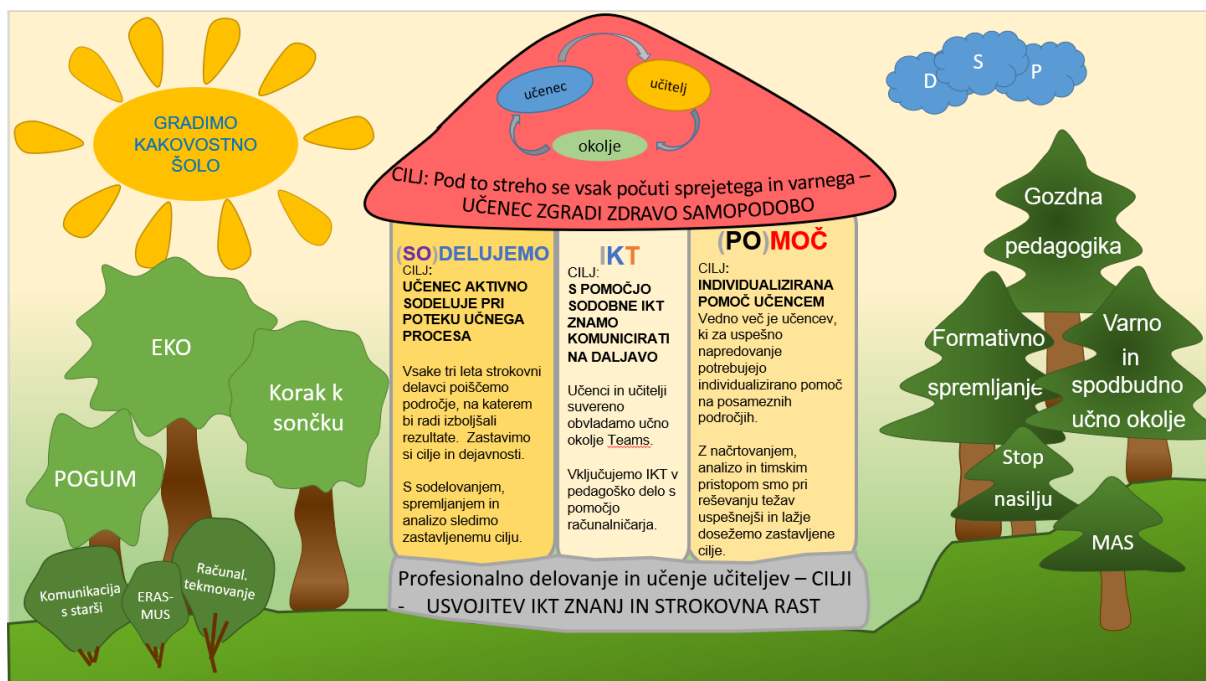 GRADIMO
KAKOVOSTNO
ŠOLO
učenec
učitelj
okolje
CILJ: Pod to streho se vsak počuti sprejetega in varnega –
UČENEC ZGRADI ZDRAVO SAMOPODOBO
D S P
(SO)DELUJEMO
CILJ:
UČENEC AKTIVNO
SODELUJE PRI
POTEKU UČNEGA
PROCESA
Vsake tri leta strokovni
delavci poiščemo
področje, na katerem
bi radi izboljšali
rezultate. Zastavimo
si cilje in dejavnosti.
S sodelovanjem,
spremljanjem in
analizo sledimo
zastavljenemu cilju.
IKT
CILJ:
S POMOČJO
SODOBNE IKT
ZNAMO
KOMUNICIRATI
NA DALJAVO
Učenci in učitelji
suvereno
obvladamo učno
okolje Teams.
Vključujemo IKT v
pedagoško delo s
pomočjo
računalničarja.
(PO)MOČ
CILJ:
INDIVIDUALIZIRANA
POMOČ UČENCEM
Vedno več je učencev,
ki za uspešno
napredovanje
potrebujejo
individualizirano pomoč
na posameznih
področjih.
Z načrtovanjem,
analizo in timskim
pristopom smo pri
reševanju težav
uspešnejši in lažje
dosežemo zastavljene
cilje.
Profesionalno delovanje in učenje učiteljev – CILJI
- USVOJITEV IKT ZNANJ IN STROKOVNA RAST
EKO
Korak k
sončku
POGUM
Komunikacija
s starši
ERAS-
MUS
Računal.
tekmovanje
Gozdna
pedagogika
Formativno
spremljanje
Varno
in
spodbudno
učno okolje
Stop
nasilju
MAS